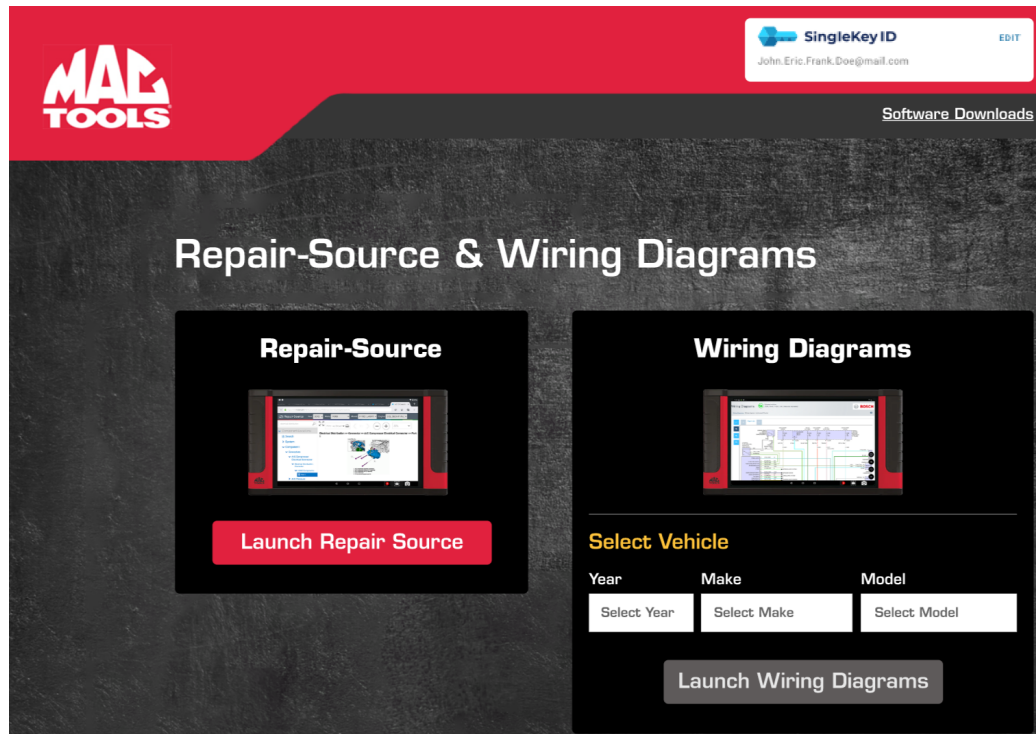 MAC
TOOLS
SingleKey ID
EDIT
John.Eric.Frank.Doe@mail.com
Software Downloads
Repair-Source & Wiring Diagrams
Repair-Source
Launch Repair Source
Wiring Diagrams
BOSCH
Select Vehicle
Year Make Model
Select Year Select Make Select Model
Launch Wiring Diagrams